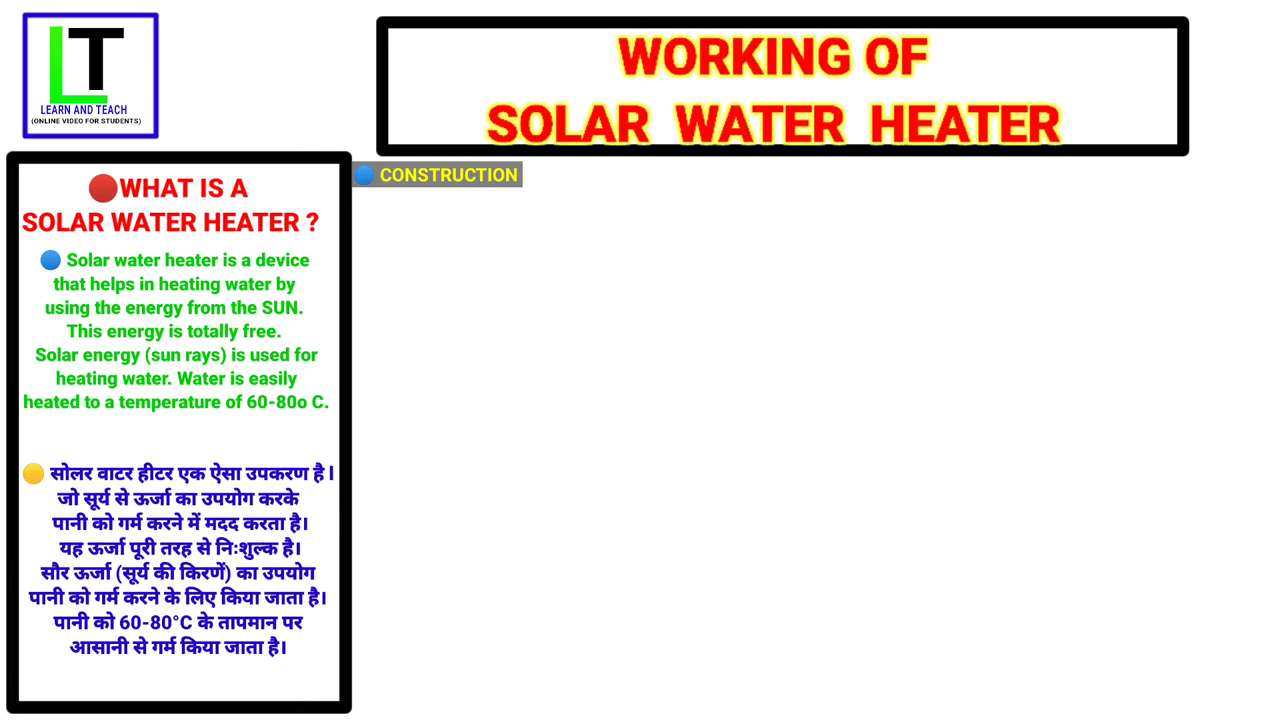 LT
LEARN AND TEACH
(ONLINE VIDEO FOR STUDENTS)
WORKING OF
SOLAR WATER HEATER
WHAT IS A
SOLAR WATER HEATER ?
Solar water heater is a device
that helps in heating water by
using the energy from the SUN.
This energy is totally free.
Solar energy (sun rays) is used for
heating water. Water is easily
heated to a temperature of 60-80o C.
सोलर वाटर हीटर एक ऐसा उपकरण है।
जो सूर्य से ऊर्जा का उपयोग करके
पानी को गर्म करने में मदद करता है।
यह ऊर्जा पूरी तरह से निःशुल्क है।
सौर ऊर्जा (सूर्य की किरणें) का उपयोग
पानी को गर्म करने के लिए किया जाता है।
पानी को 60-80°C के तापमान पर
आसानी से गर्म किया जाता है।
CONSTRUCTION